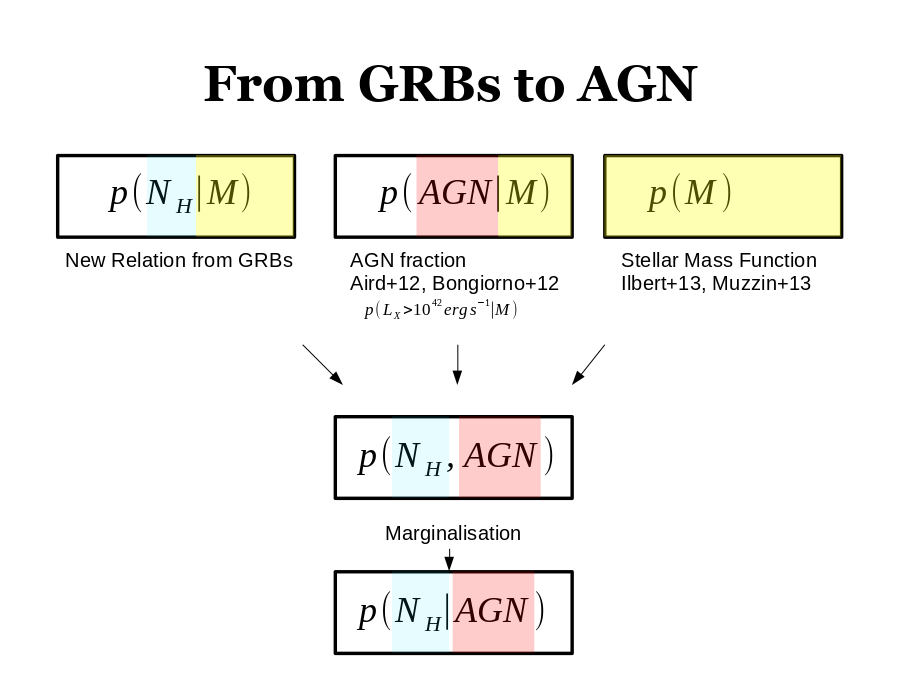 From GRBs to AGN
p(N_H|M)
New Relation from GRBs
p(AGN|M)
AGN fraction
Aird+12, Bongiorno+12
p(L_X>10^42 erg s^−1|M)
p(M)
Stellar Mass Function
Ilbert+13, Muzzin+13
p(N_H, AGN)
Marginalisation
p(N_H|AGN)